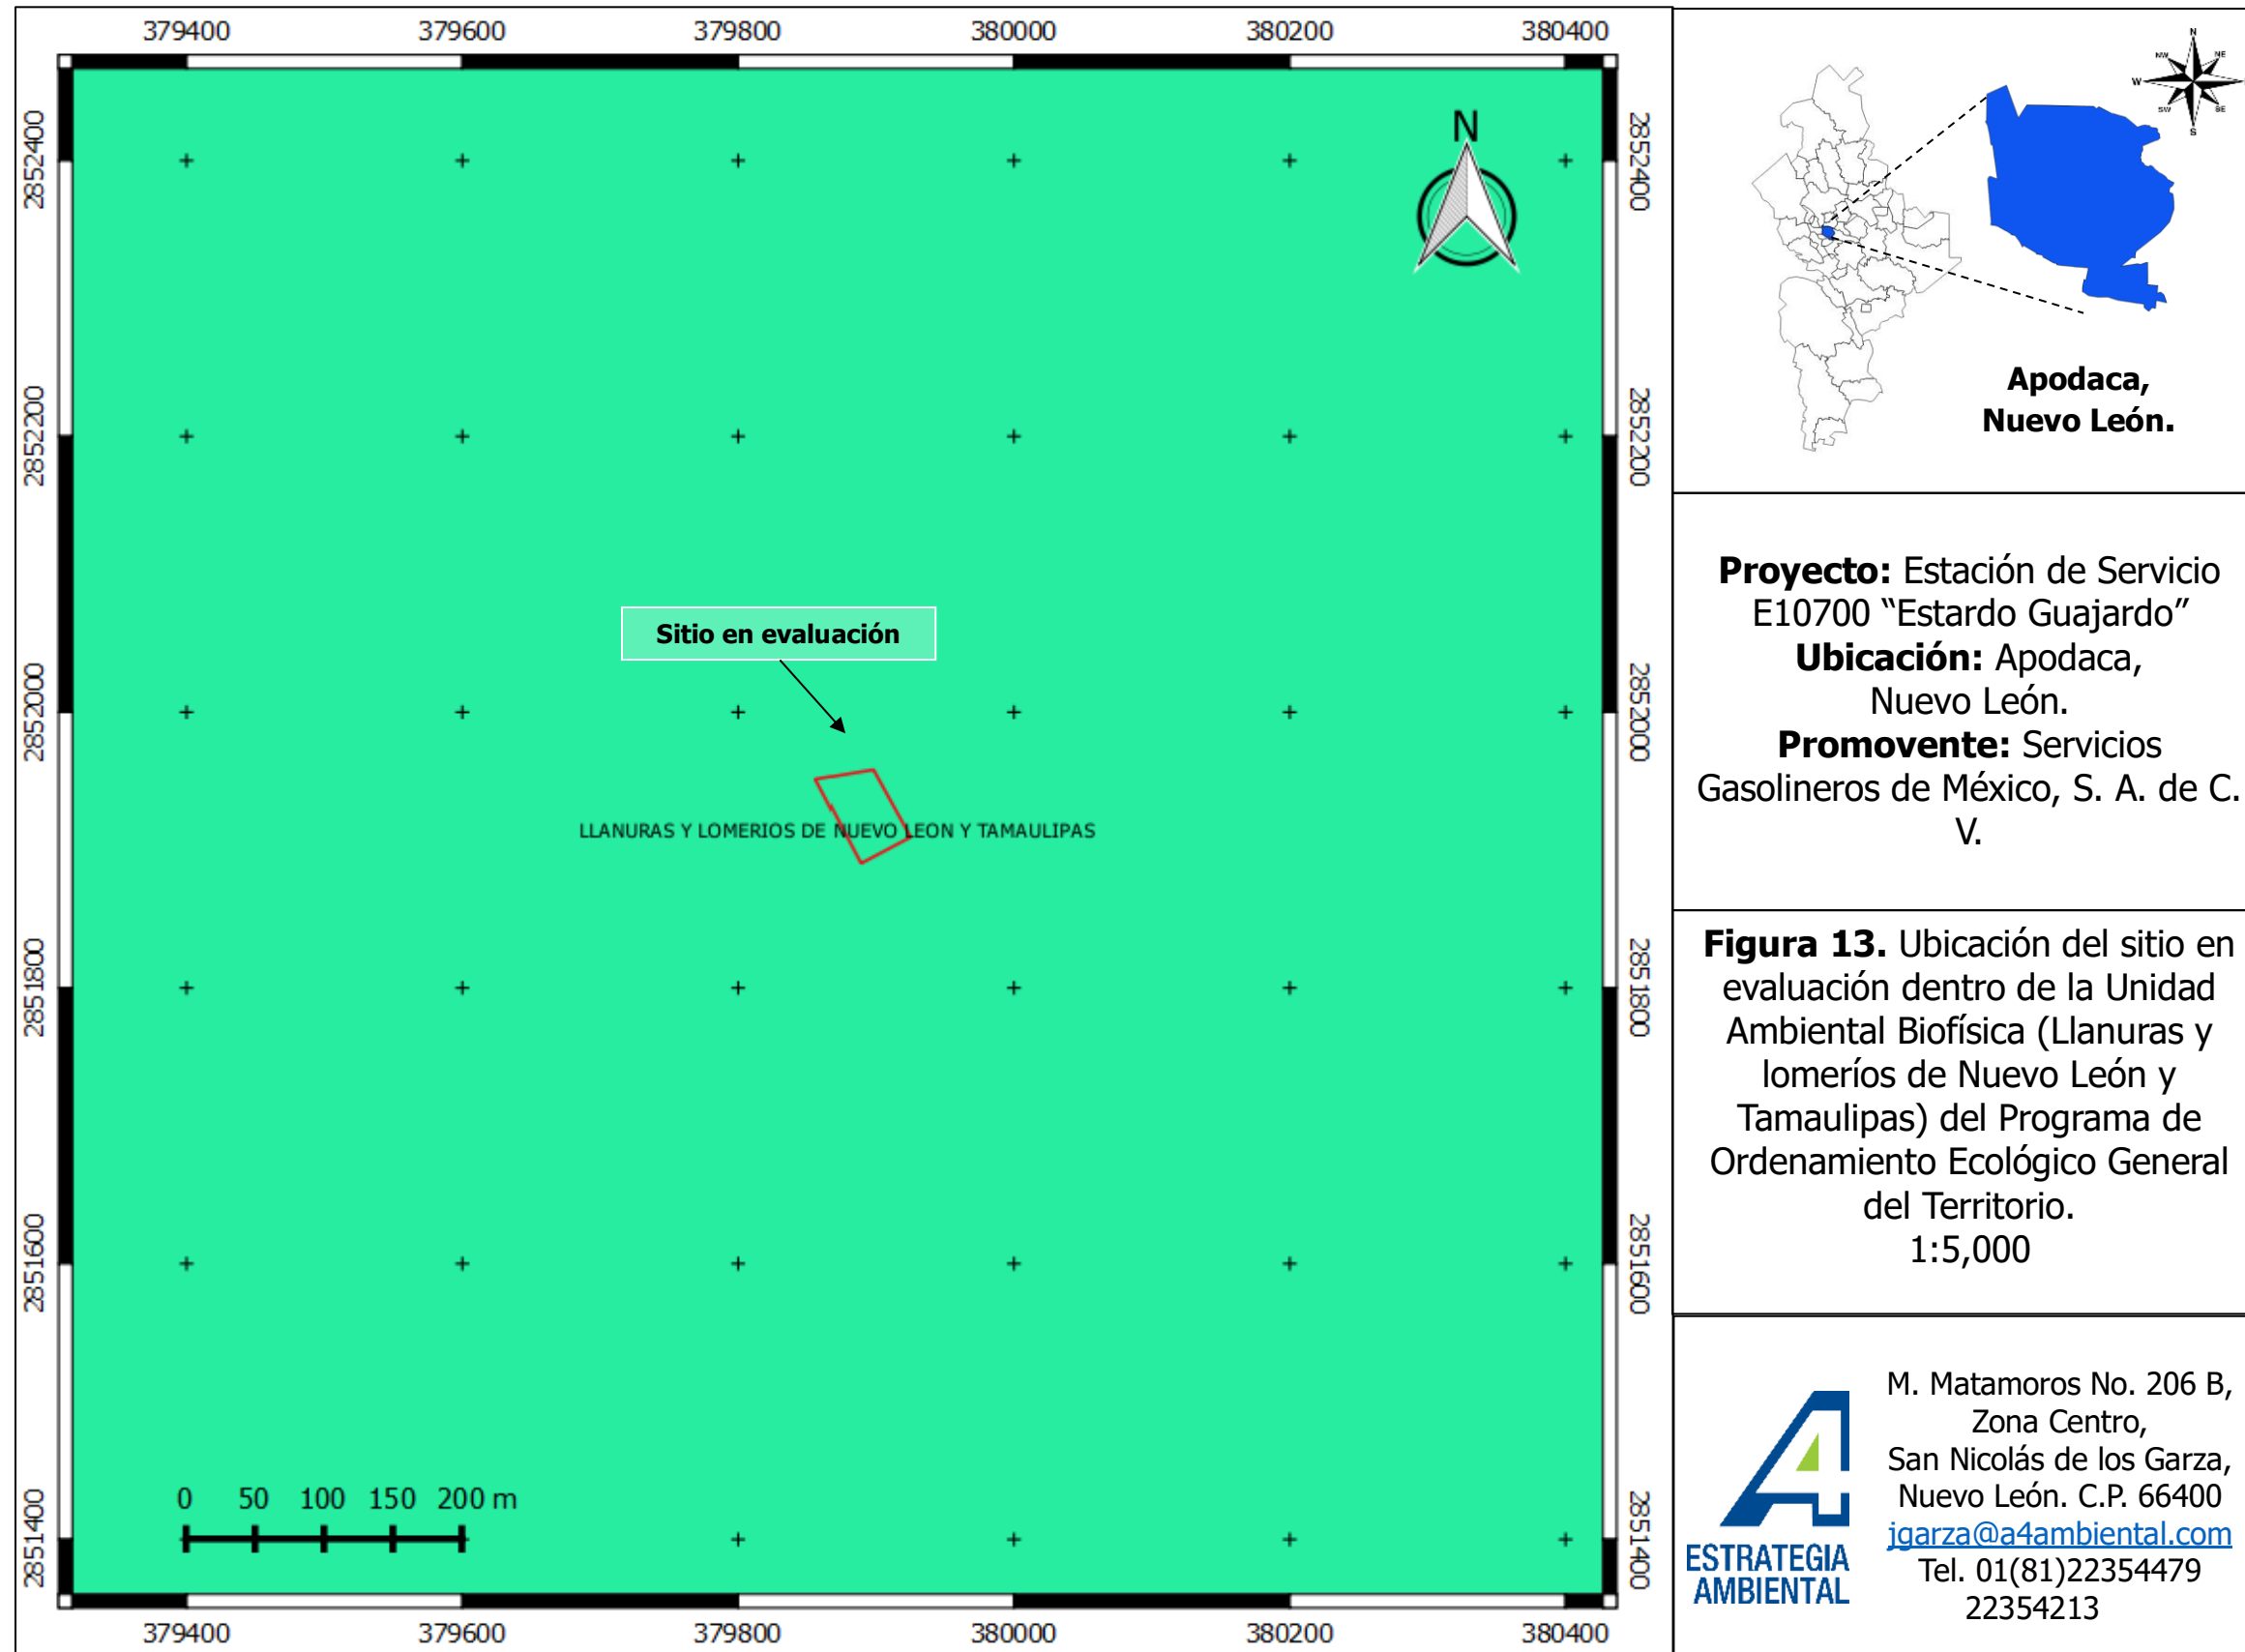 379400 379600 379800 380000 380200 380400
2852400 2852400
2852200 2852200
2852000 2852000
2851800 2851800
2851600 2851600
2851400 2851400
N
Sitio en evaluación
LLANURAS Y LOMERIOS DE NUEVO LEON Y TAMAULIPAS
0 50 100 150 200 m
379400 379600 379800 380000 380200 380400
N
NW NE
W
SW SE
S
Apodaca,
Nuevo León.
Proyecto: Estación de Servicio
E10700 “Estardo Guajardo”
Ubicación: Apodaca,
Nuevo León.
Promovente: Servicios
Gasolineros de México, S. A. de C.
V.
Figura 13. Ubicación del sitio en
evaluación dentro de la Unidad
Ambiental Biofísica (Llanuras y
lomeríos de Nuevo León y
Tamaulipas) del Programa de
Ordenamiento Ecológico General
del Territorio.
1:5,000
ESTRATEGIA
AMBIENTAL
M. Matamoros No. 206 B,
Zona Centro,
San Nicolás de los Garza,
Nuevo León. C.P. 66400
jgarza@a4ambiental.com
Tel. 01(81)22354479
22354213